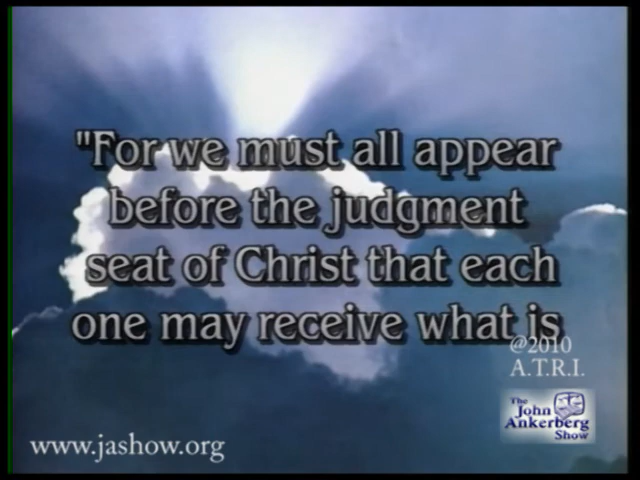 "For we must all appear
before the judgment
seat of Christ that each
one may receive what is
@2010
A.T.R.I.
The
John
Ankerberg
Show
www.jashow.org